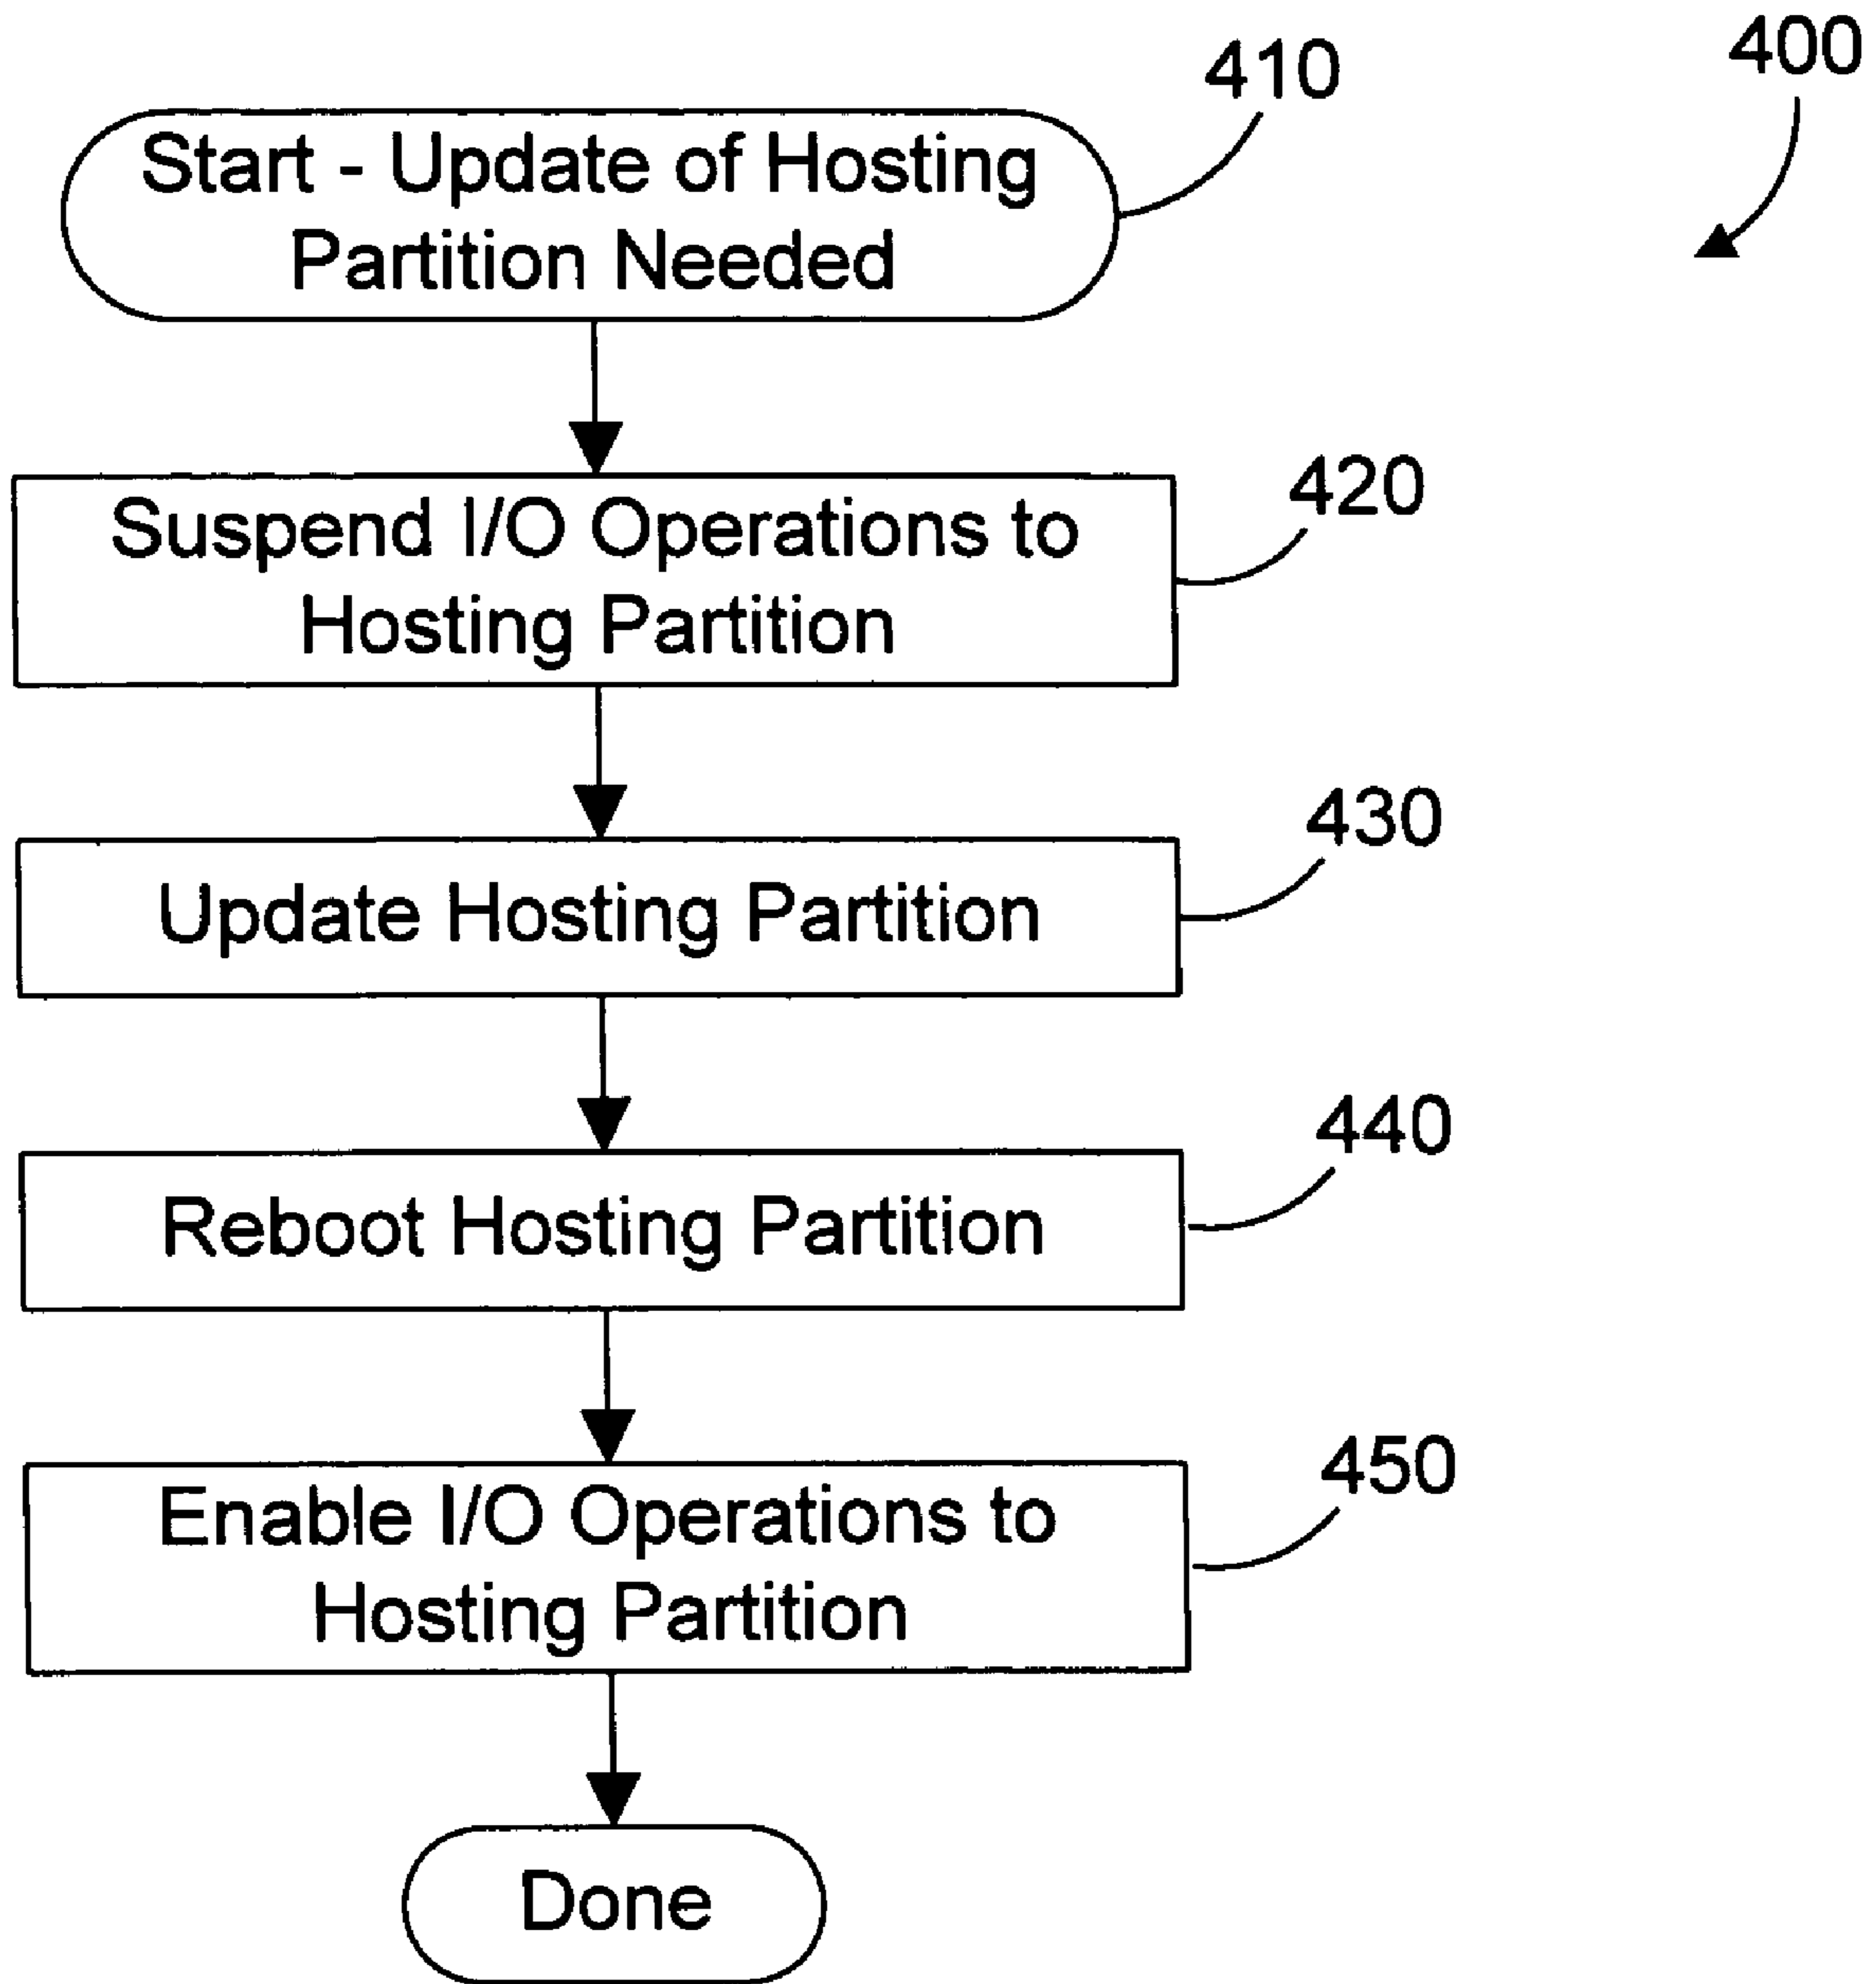 400
410
Start - Update of Hosting
Partition Needed
420
Suspend I/O Operations to
Hosting Partition
430
Update Hosting Partition
440
Reboot Hosting Partition
450
Enable I/O Operations to
Hosting Partition
Done